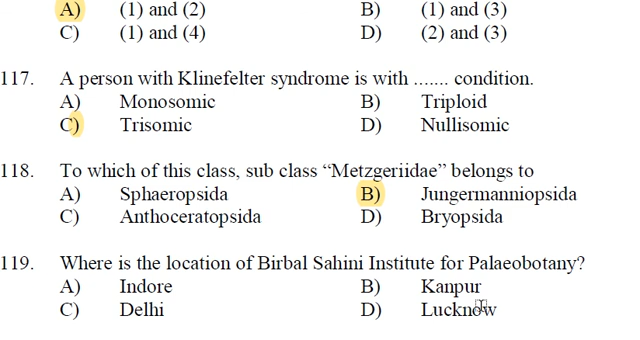 A) (1) and (2) B) (1) and (3)
C) (1) and (4) D) (2) and (3)
117. A person with Klinefelter syndrome is with ....... condition.
A) Monosomic B) Triploid
C) Trisomic D) Nullisomic
118. To which of this class, sub class “Metzgeriidae” belongs to
A) Sphaeropsida B) Jungermanniopsida
C) Anthoceratopsida D) Bryopsida
119. Where is the location of Birbal Sahini Institute for Palaeobotany?
A) Indore B) Kanpur
C) Delhi D) Lucknow